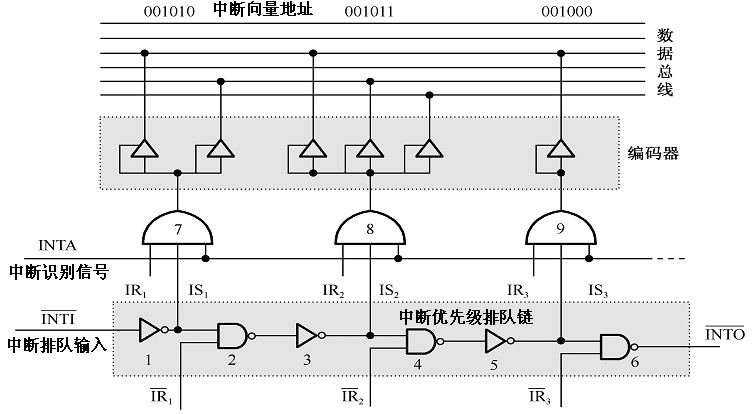 001010 中断向量地址 001011 001000
数
据
总
线
编码器
7 8 9
INTA
中断识别信号
IR1 IS1 IR2 IS2 IR3 IS3
INTI 中断优先级排队链 INTO
中断排队输入
1 2 3 4 5 6
IR1 IR2 IR3